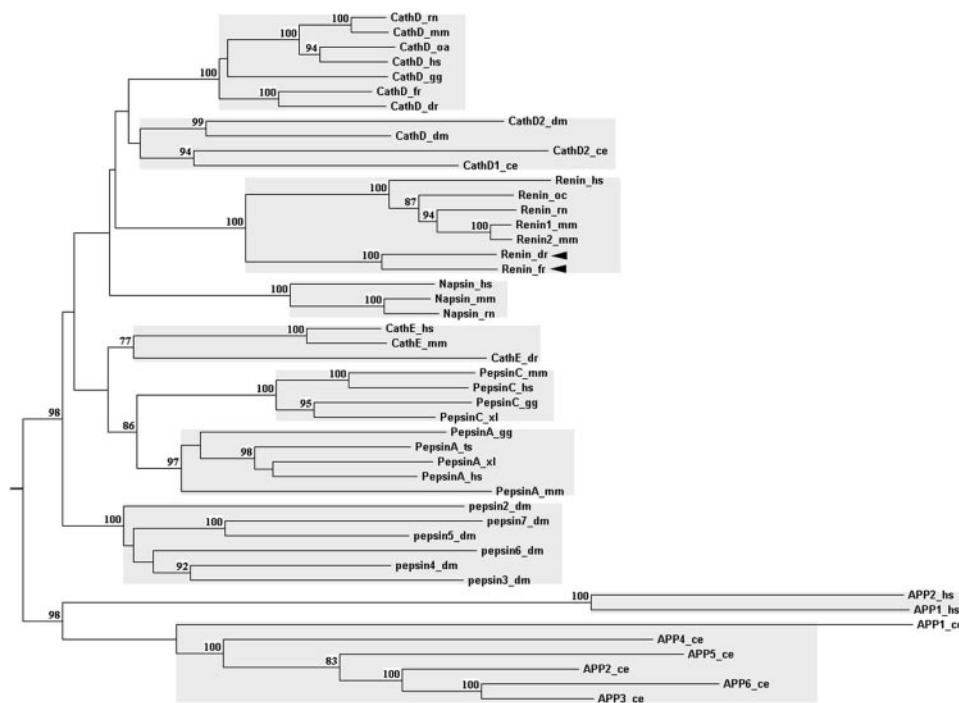 100 CathD_rn
CathD_mm
94 CathD_oa
CathD_hs
100 CathD_gg
100 CathD_fr
CathD_dr
99 CathD2_dm
CathD_dm
94 CathD2_ce
CathD1_ce
100 Renin_hs
87 Renin_oc
94 Renin_rn
100 100 Renin1_mm
Renin2_mm
100 Renin_dr
Renin_fr
100 Napsin_hs
100 Napsin_mm
Napsin_rn
100 CathE_hs
77 CathE_mm
CathE_dr
100 PepsinC_mm
100 PepsinC_hs
95 PepsinC_gg
PepsinC_xl
98 86 PepsinA_gg
98 PepsinA_ts
97 PepsinA_xl
PepsinA_hs
PepsinA_mm
pepsin2_dm
100 100 pepsin7_dm
pepsin5_dm
pepsin6_dm
92 pepsin4_dm
pepsin3_dm
100 APP2_hs
APP1_hs
98 APP1_ce
100 APP4_ce
83 APP5_ce
100 APP2_ce
100 APP6_ce
APP3_ce